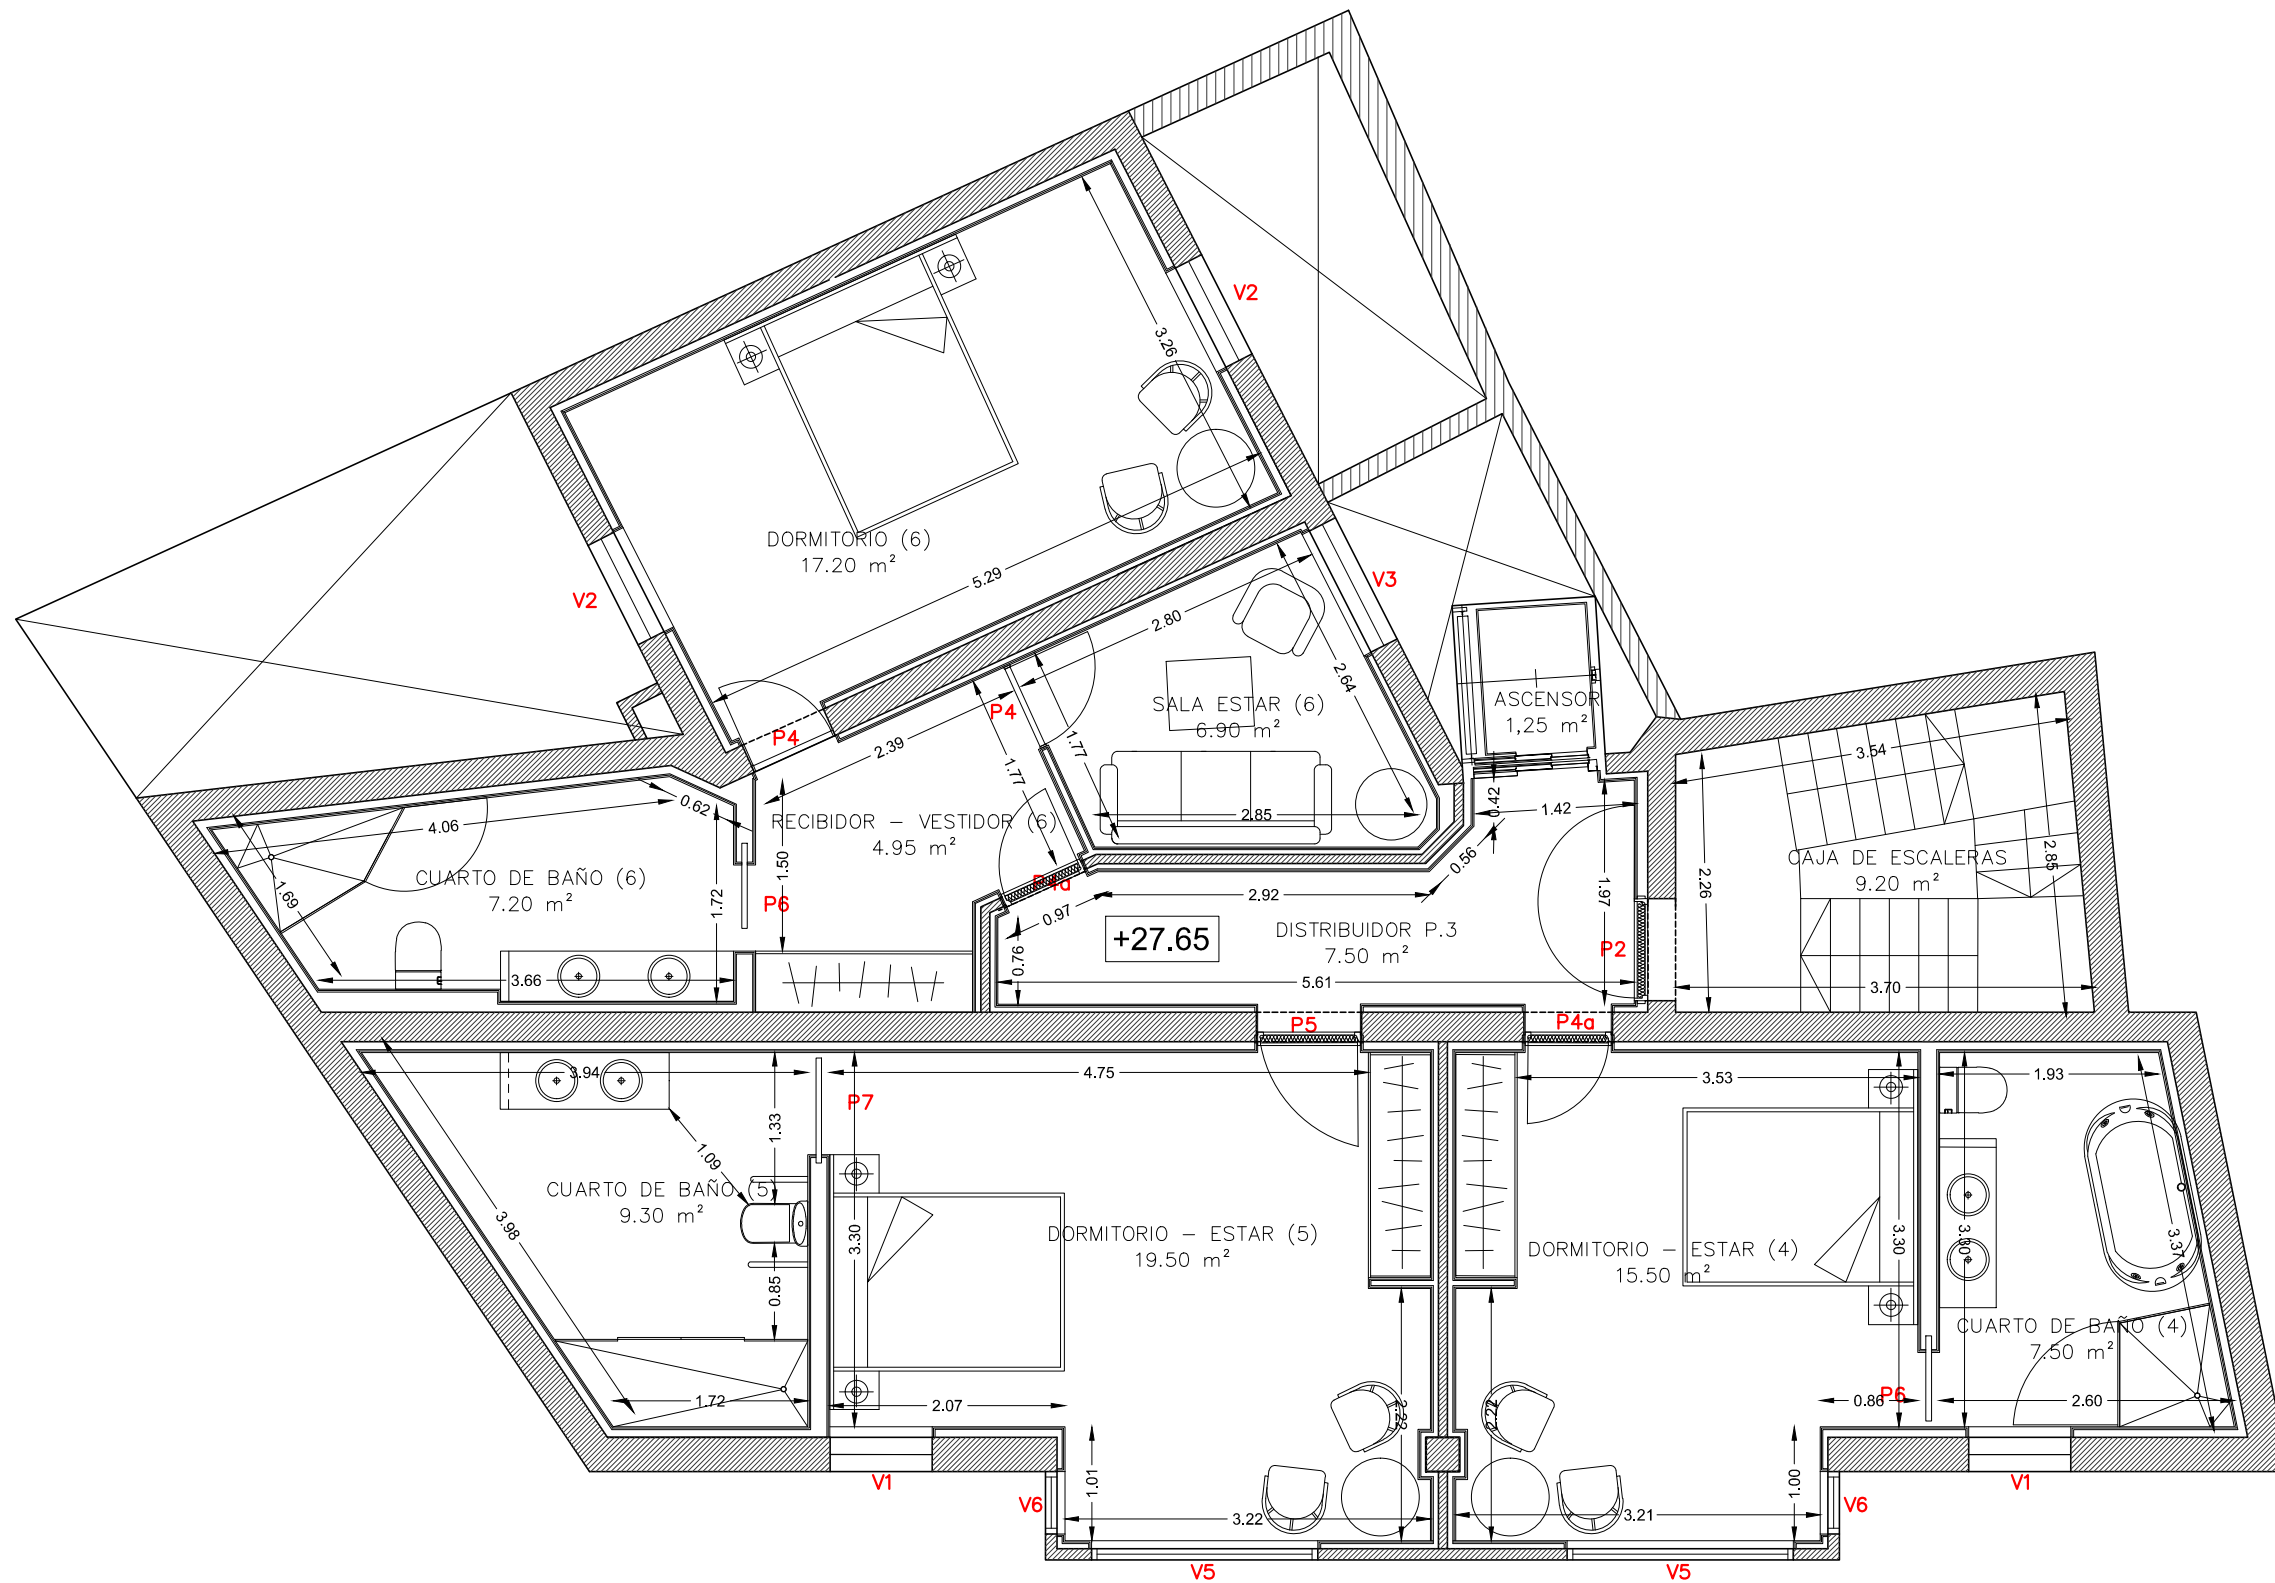 V2
3.26
DORMITORIO (6)
17.20 m²
5.29
V2
V3
2.80
2.64
SALA ESTAR (6)
6.90 m²
ASCENSOR
1,25 m²
P4
P4
2.39
1.77
1.77
3.54
0.62
4.06
RECIBIDOR – VESTIDOR (6)
4.95 m²
2.85
0.42
1.42
1.50
0.56
CAJA DE ESCALERAS
9.20 m²
2.85
2.26
CUARTO DE BAÑO (6)
7.20 m²
1.69
1.72
P6
P4a
0.97
2.92
1.97
+27.65
DISTRIBUIDOR P.3
7.50 m²
P2
0.76
3.66
5.61
3.70
P5
P4a
3.94
4.75
3.53
1.93
P7
1.33
1.09
CUARTO DE BAÑO (5)
9.30 m²
3.98
3.30
DORMITORIO – ESTAR (5)
19.50 m²
DORMITORIO – ESTAR (4)
15.50 m²
3.30
3.30
3.37
0.85
CUARTO DE BAÑO (4)
7.50 m²
1.72
2.07
2.22
2.22
0.86
P6
2.60
V1
1.01
1.00
V1
V6
3.22
3.21
V6
V5
V5